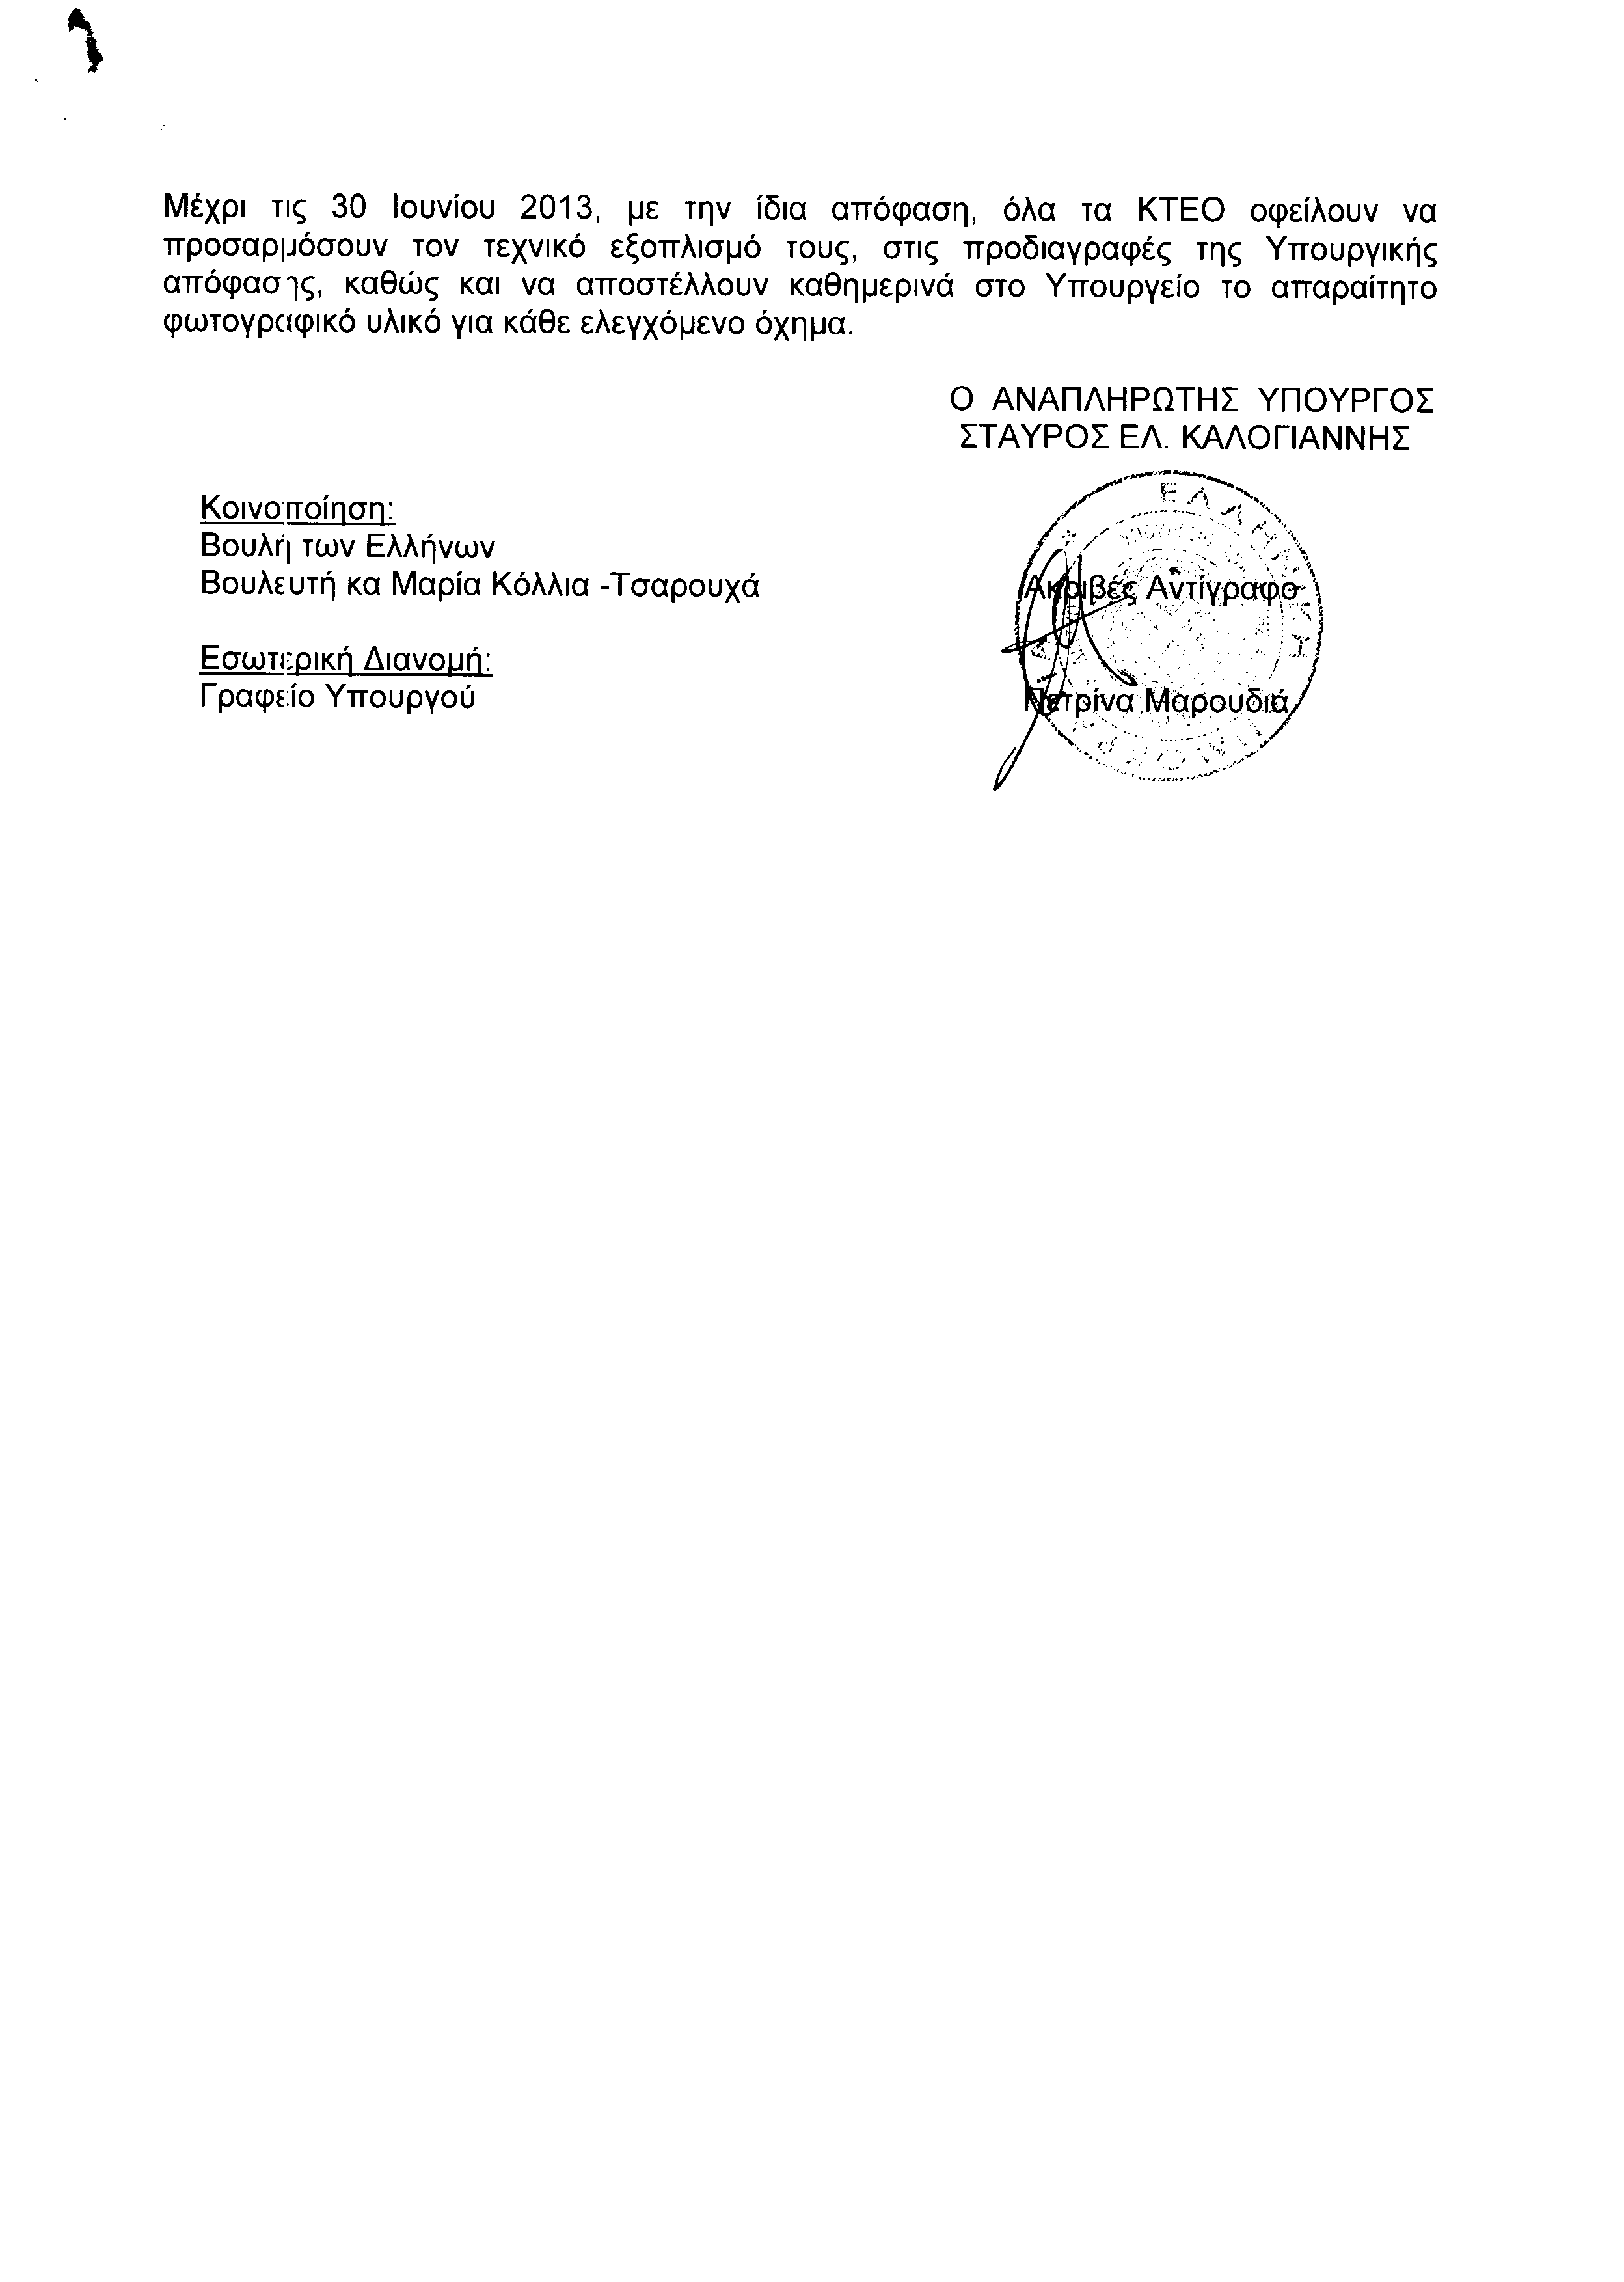 Μέχρι τις 30 Ιουνίου 2013, με την ίδια απόφαση, όλα τα ΚΤΕΟ οφείλουν να
προσαρμόσουν τον τεχνικό εξοπλισμό τους, στις προδιαγραφές της Υπουργικής
απόφασης, καθώς και να αποστέλλουν καθημερινά στο Υπουργείο το απαραίτητο
φωτογραφικό υλικό για κάθε ελεγχόμενο όχημα.
Ο ΑΝΑΠΛΗΡΩΤΗΣ ΥΠΟΥΡΓΟΣ
ΣΤΑΥΡΟΣ ΕΛ. ΚΑΛΟΓΙΑΝΝΗΣ
Κοινοποίηση:
Βουλή των Ελλήνων
Βουλευτή κα Μαρία Κόλλια -Τσαρουχά
Εσωτερική Διανομή:
Γραφείο Υπουργού
ΕΛΛΗΝΙΚΗ
Ακριβές Αντίγραφο
Πετρίνα Μαρουδιά